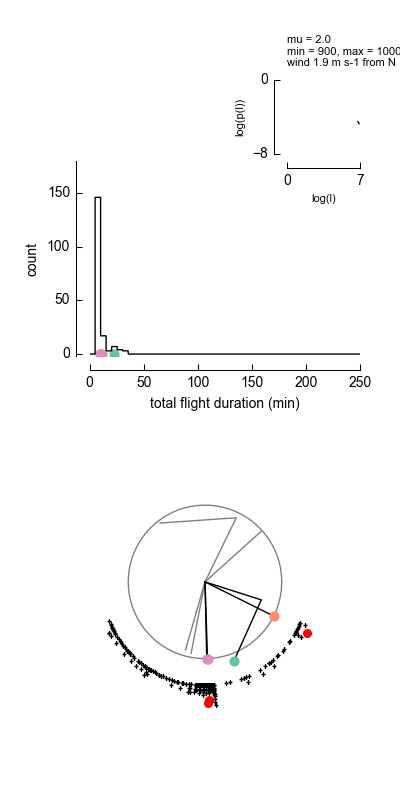 mu = 2.0
min = 900, max = 1000
wind 1.9 m s-1 from N
0
−8
log(p(l))
0 7
log(l)
150
100
50
0
count
0 50 100 150 200 250
total flight duration (min)